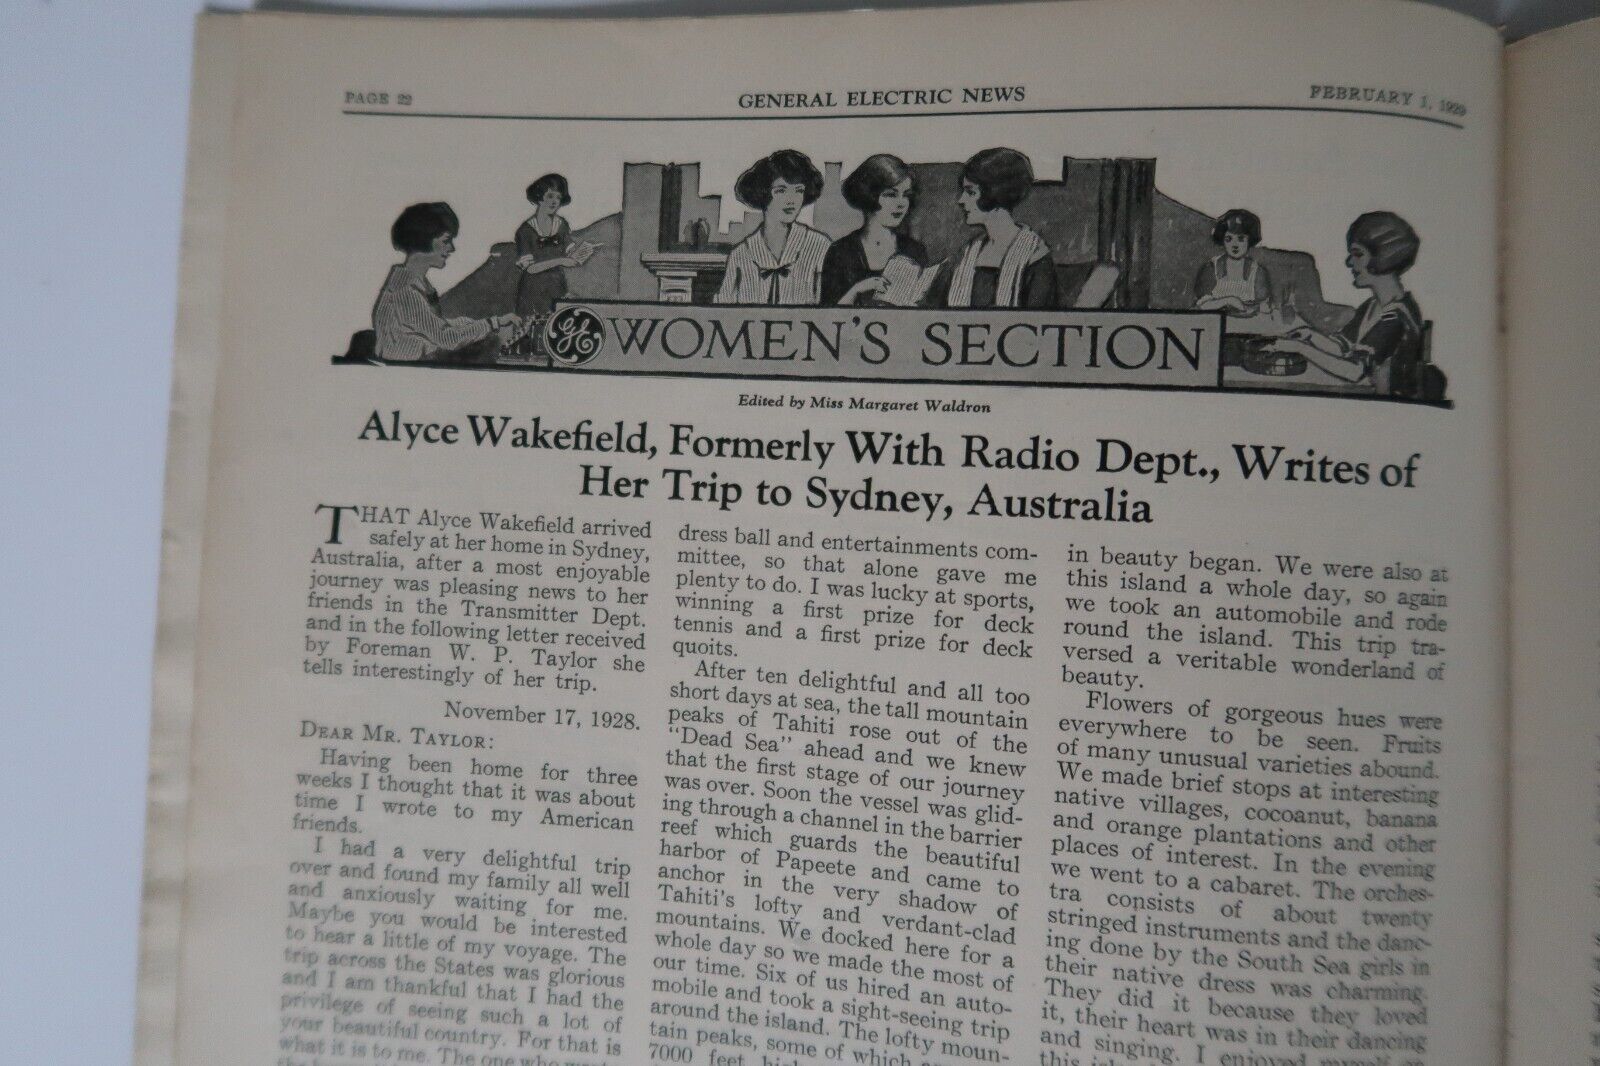 PAGE 22
GENERAL ELECTRIC NEWS
FEBRUARY 1, 1929
GE WOMEN'S SECTION
Edited by Miss Margaret Waldron
Alyce Wakefield, Formerly With Radio Dept., Writes of
Her Trip to Sydney, Australia
THAT Alyce Wakefield arrived
safely at her home in Sydney,
Australia, after a most enjoyable
journey was pleasing news to her
friends in the Transmitter Dept.
and in the following letter received
by Foreman W. P. Taylor she
tells interestingly of her trip.
November 17, 1928.
DEAR MR. TAYLOR:
Having been home for three
weeks I thought that it was about
time I wrote to my American
friends.
I had a very delightful trip
over and found my family all well
and anxiously waiting for me.
Maybe you would be interested
to hear a little of my voyage. The
trip across the States was glorious
and I am thankful that I had the
privilege of seeing such a lot of
your beautiful country. For that is
what it is to me. The one who
dress ball and entertainments com-
mittee, so that alone gave me
plenty to do. I was lucky at sports,
winning a first prize for deck
tennis and a first prize for deck
quoits.
After ten delightful and all too
short days at sea, the tall mountain
peaks of Tahiti rose out of the
"Dead Sea" ahead and we knew
that the first stage of our journey
was over. Soon the vessel was glid-
ing through a channel in the barrier
reef which guards the beautiful
harbor of Papeete and came to
anchor in the very shadow of
Tahiti's lofty and verdant-clad
mountains. We docked here for a
whole day so we made the most of
our time. Six of us hired an auto-
mobile and took a sight-seeing trip
around the island. The lofty moun-
tain peaks, some of which
7000 feet
in beauty began. We were also at
this island a whole day, so again
we took an automobile and rode
round the island. This trip tra-
versed a veritable wonderland of
beauty.
Flowers of gorgeous hues were
everywhere to be seen. Fruits
of many unusual varieties abound.
We made brief stops at interesting
native villages, cocoanut, banana
and orange plantations and other
places of interest. In the evening
we went to a cabaret. The orches-
tra consists of about twenty
stringed instruments and the danc-
ing done by the South Sea girls in
their native dress was charming.
They did it because they loved
it, their heart was in their dancing
and singing. I enjoyed myself
this